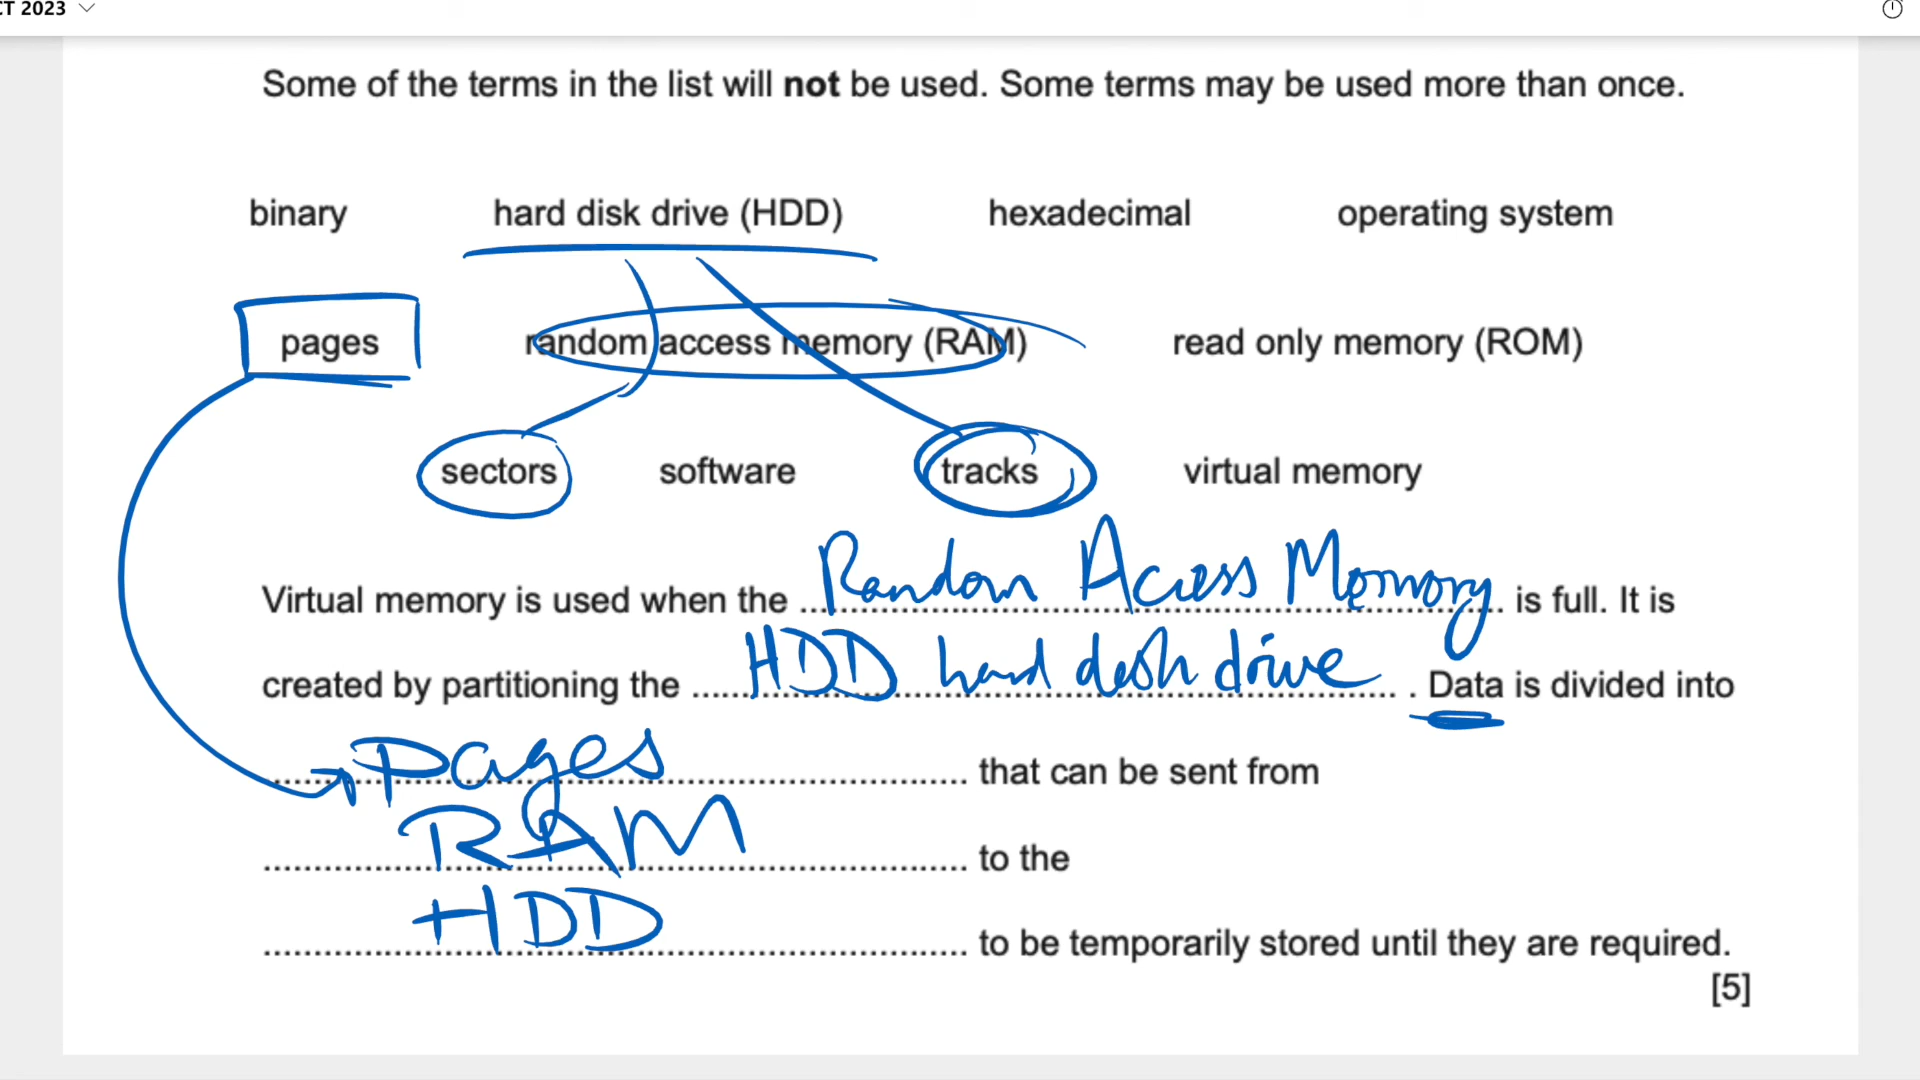 CT 2023
Some of the terms in the list will not be used. Some terms may be used more than once.
binary hard disk drive (HDD) hexadecimal operating system
pages random access memory (RAM) read only memory (ROM)
sectors software tracks virtual memory
Virtual memory is used when the Random Access Memory is full. It is
created by partitioning the HDD hard desh drive . Data is divided into
Pages that can be sent from
RAM to the
HDD to be temporarily stored until they are required.
[5]